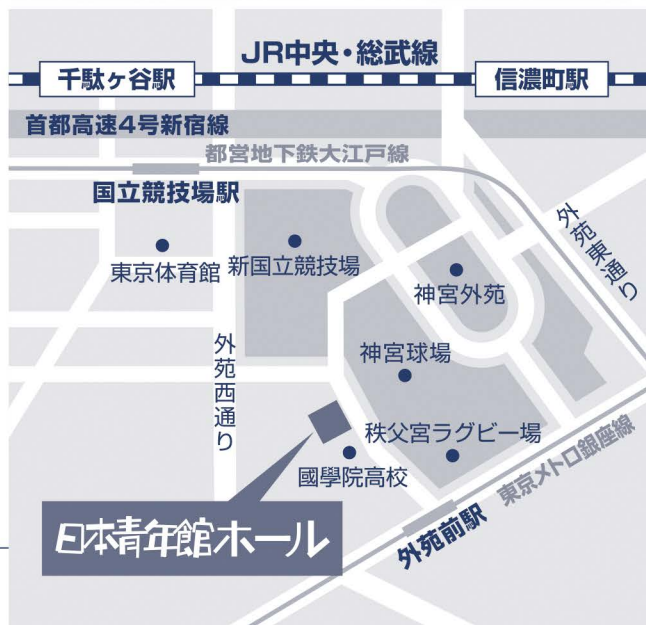 JR中央・総武線
千駄ヶ谷駅
信濃町駅
首都高速4号新宿線
都営地下鉄大江戸線
国立競技場駅
外苑東通り
東京体育館
新国立競技場
神宮外苑
外苑西通り
神宮球場
秩父宮ラグビー場
國學院高校
東京メトロ銀座線
外苑前駅
日本青年館ホール